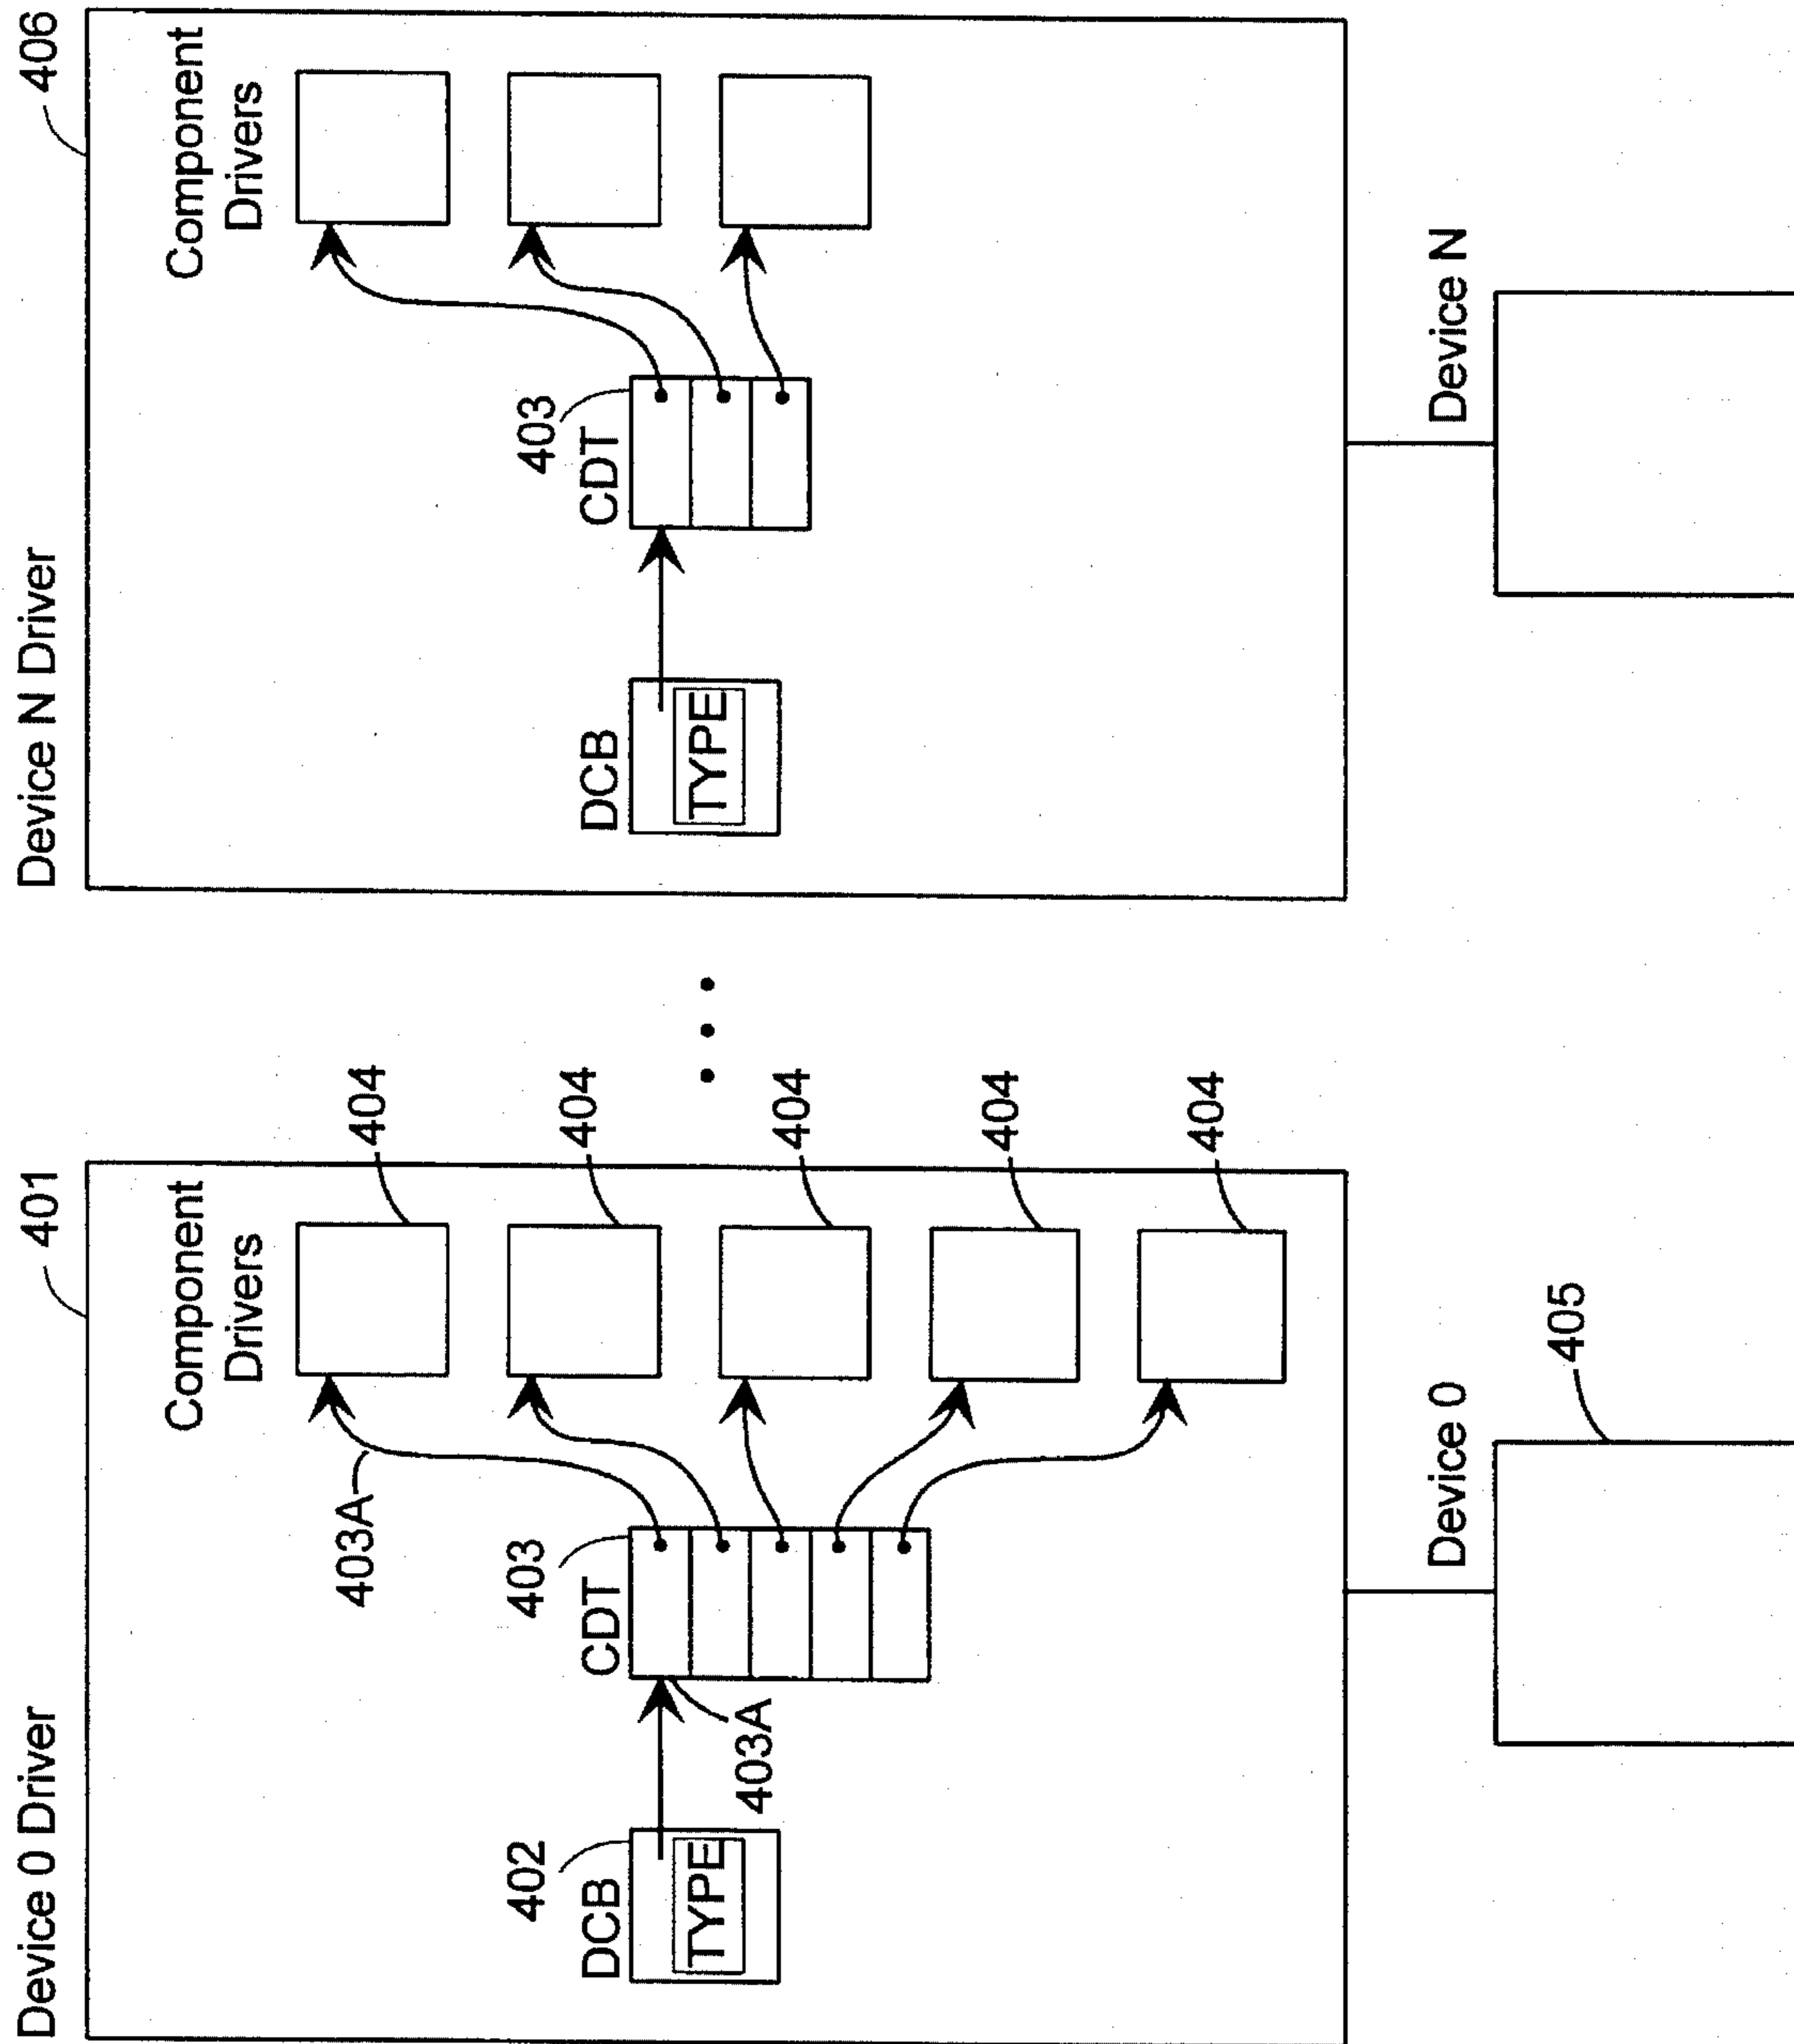 Device 0 Driver
401
Component
Drivers
404
403A
404
402
DCB
403
CDT
404
TYPE
403A
404
404
Device 0
405
Device N Driver
406
Component
Drivers
403
DCB
CDT
TYPE
Device N